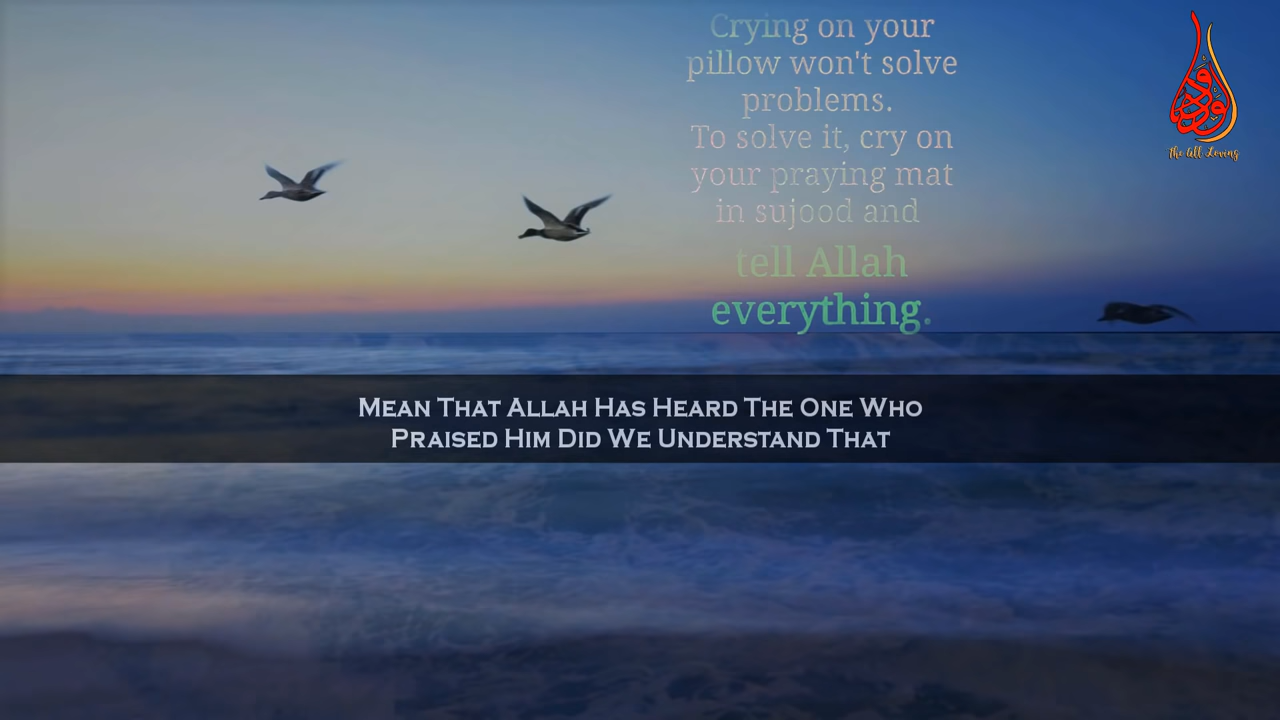 Crying on your
pillow won't solve
problems.
To solve it, cry on
your praying mat
in sujood and
tell Allah
everything.
الودود
The All Loving
MEAN THAT ALLAH HAS HEARD THE ONE WHO
PRAISED HIM DID WE UNDERSTAND THAT